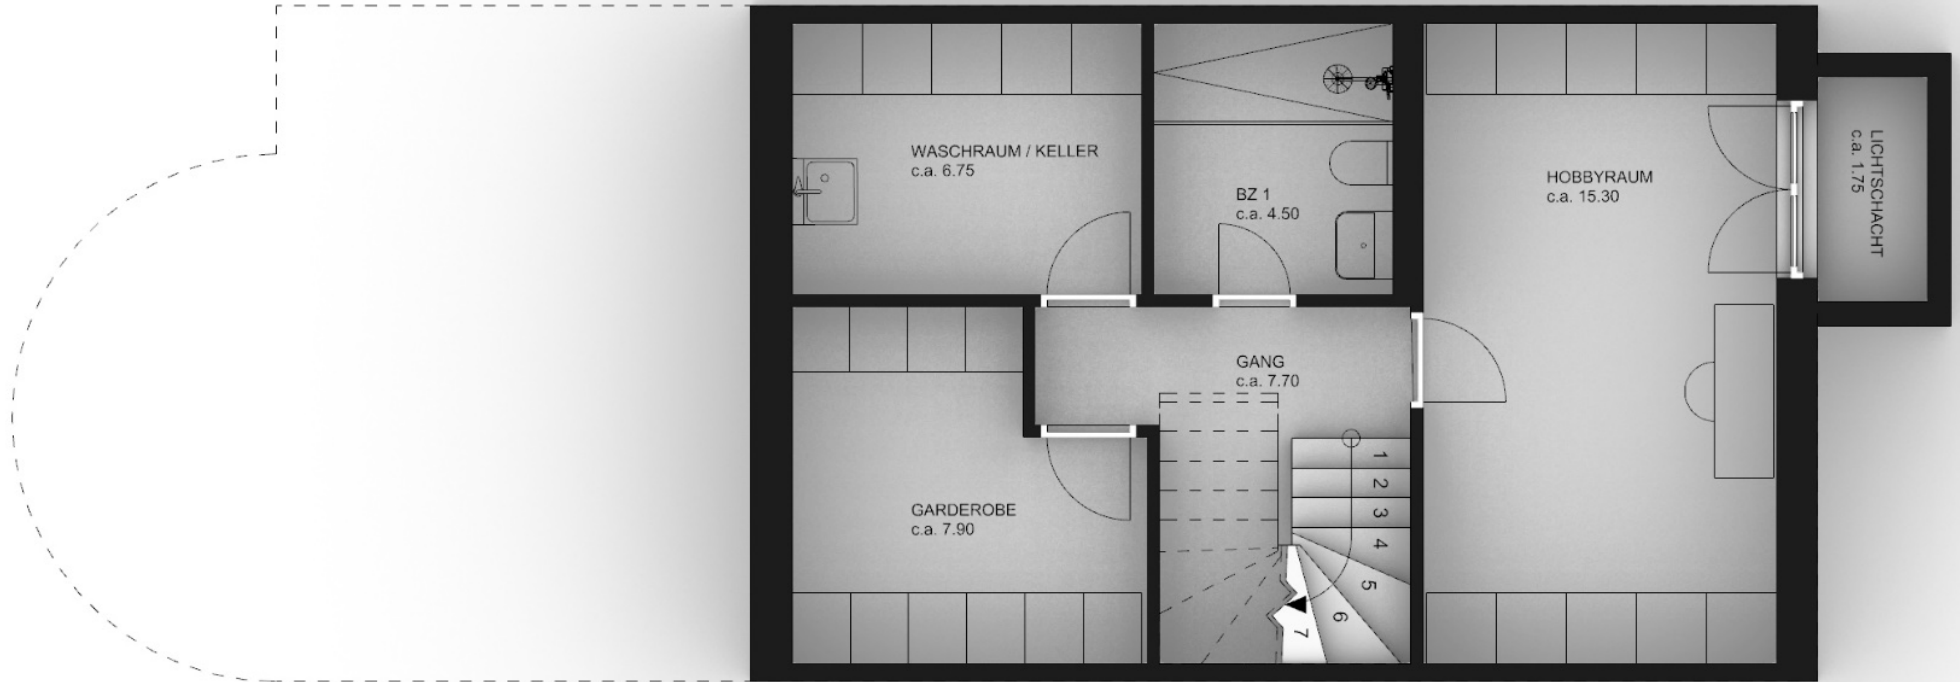 WASCHRAUM / KELLER
c.a. 6.75
BZ 1
c.a. 4.50
HOBBYRAUM
c.a. 15.30
LICHTSCHACHT
c.a. 1.75
GANG
c.a. 7.70
GARDEROBE
c.a. 7.90
1
2
3
4
5
6
7